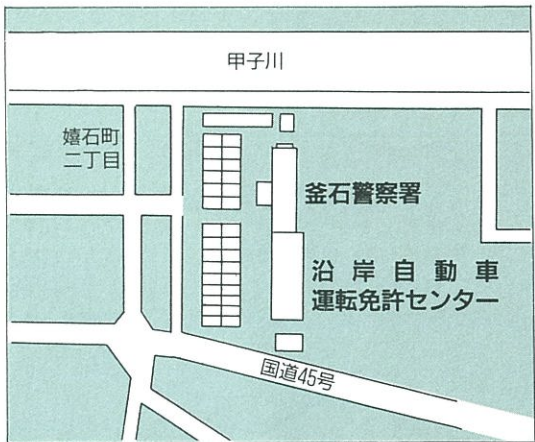 甲子川
嬉石町
二丁目
釜石警察署
沿岸自動車
運転免許センター
国道45号